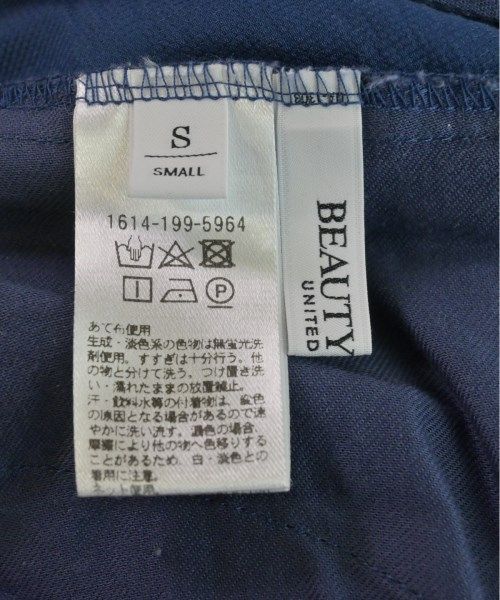 S
SMALL
1614-199-5964
P
あて布使用
生成・淡色系の色物は無蛍光洗
剤使用。すすぎは十分行う。他
の物と分けて洗う。つけ置き洗
い・濡れたままの放置厳止。
汗・飲料水等の付着物は、変色
の原因となる場合があるので速
やかに洗い流す。濃色の場合、
摩擦により他の物へ色移りする
ことがあるため、白・淡色との
着用に注意。
ネット使用。
BEAUTY
UNITED